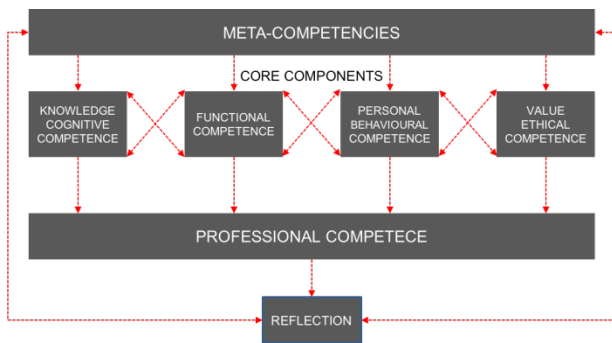 META-COMPETENCIES
CORE COMPONENTS
KNOWLEDGE
COGNITIVE
COMPETENCE
FUNCTIONAL
COMPETENCE
PERSONAL
BEHAVIOURAL
COMPETENCE
VALUE
ETHICAL
COMPETENCE
PROFESSIONAL COMPETECE
REFLECTION